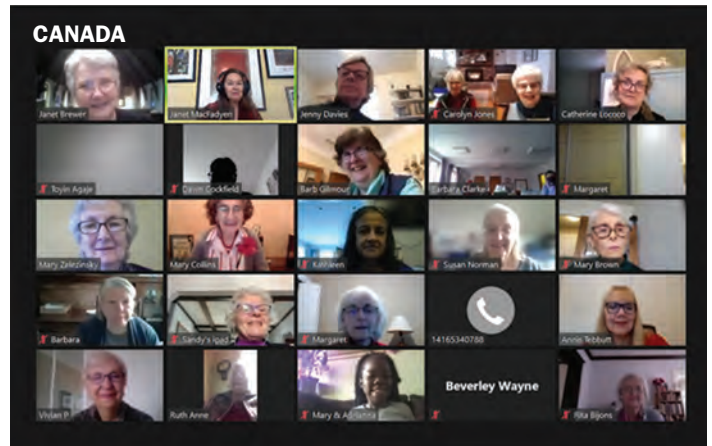 CANADA
Janet Brewer
Janet MacFadyen
Jenny Davies
Carolyn Jones
Catherine Lococo
Toyin Agaje
Davin Cockfield
Barb Gilmour
Barbara Clarke
Margaret
Mary Zelezinsky
Mary Collins
Kathleen
Susan Norman
Mary Brown
Barbara
Sandy's ipad
Margaret
14165340788
Annis Tebbutt
Vivian P
Ruth Anne
Mary & Adrianna
Beverley Wayne
Rita Bijons